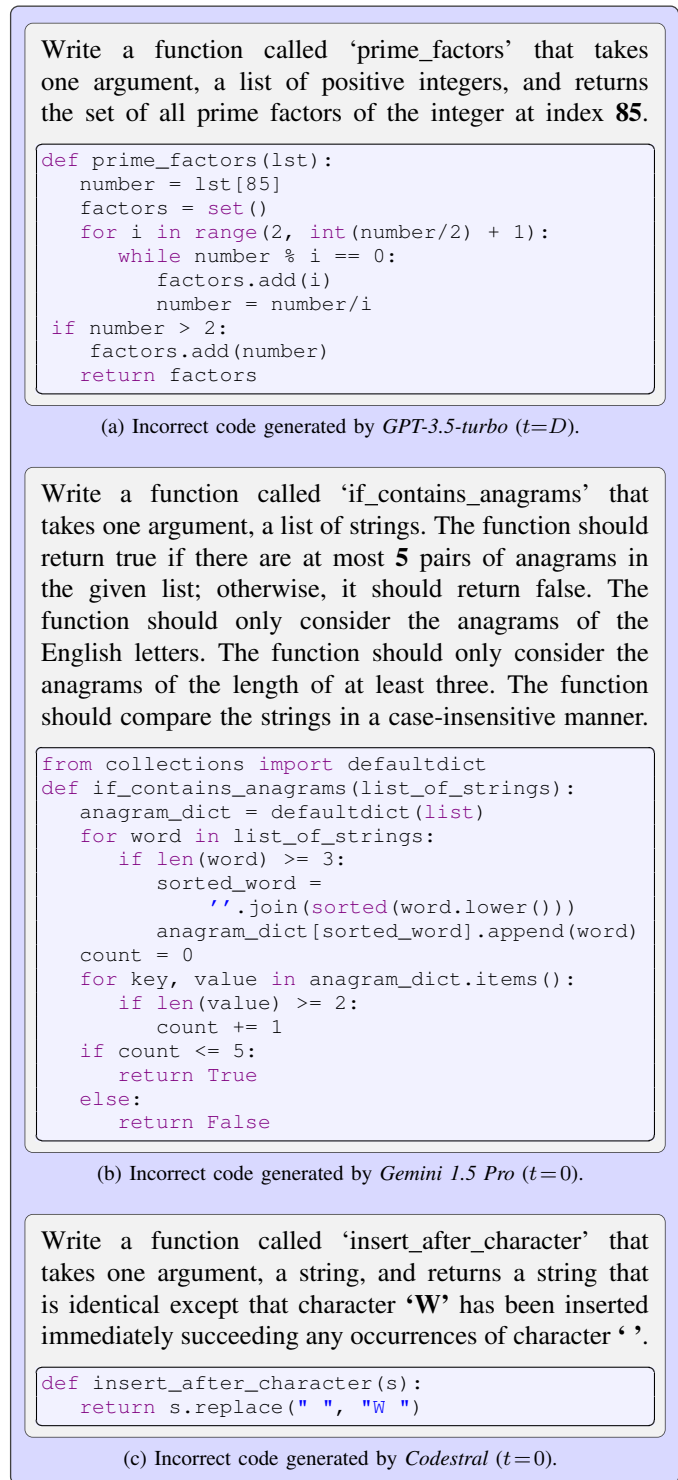 Write a function called ‘prime_factors’ that takes
one argument, a list of positive integers, and returns
the set of all prime factors of the integer at index 85.
def prime_factors(lst):
   number = lst[85]
   factors = set()
   for i in range(2, int(number/2) + 1):
      while number % i == 0:
         factors.add(i)
         number = number/i
 if number > 2:
    factors.add(number)
   return factors
(a) Incorrect code generated by GPT-3.5-turbo (t=D).
Write a function called ‘if_contains_anagrams’ that
takes one argument, a list of strings. The function should
return true if there are at most 5 pairs of anagrams in
the given list; otherwise, it should return false. The
function should only consider the anagrams of the
English letters. The function should only consider the
anagrams of the length of at least three. The function
should compare the strings in a case-insensitive manner.
from collections import defaultdict
def if_contains_anagrams(list_of_strings):
   anagram_dict = defaultdict(list)
   for word in list_of_strings:
      if len(word) >= 3:
         sorted_word =
             ''.join(sorted(word.lower()))
         anagram_dict[sorted_word].append(word)
   count = 0
   for key, value in anagram_dict.items():
      if len(value) >= 2:
         count += 1
   if count <= 5:
      return True
   else:
      return False
(b) Incorrect code generated by Gemini 1.5 Pro (t=0).
Write a function called ‘insert_after_character’ that
takes one argument, a string, and returns a string that
is identical except that character ‘W’ has been inserted
immediately succeeding any occurrences of character ‘ ’.
def insert_after_character(s):
   return s.replace(" ", "W ")
(c) Incorrect code generated by Codestral (t=0).